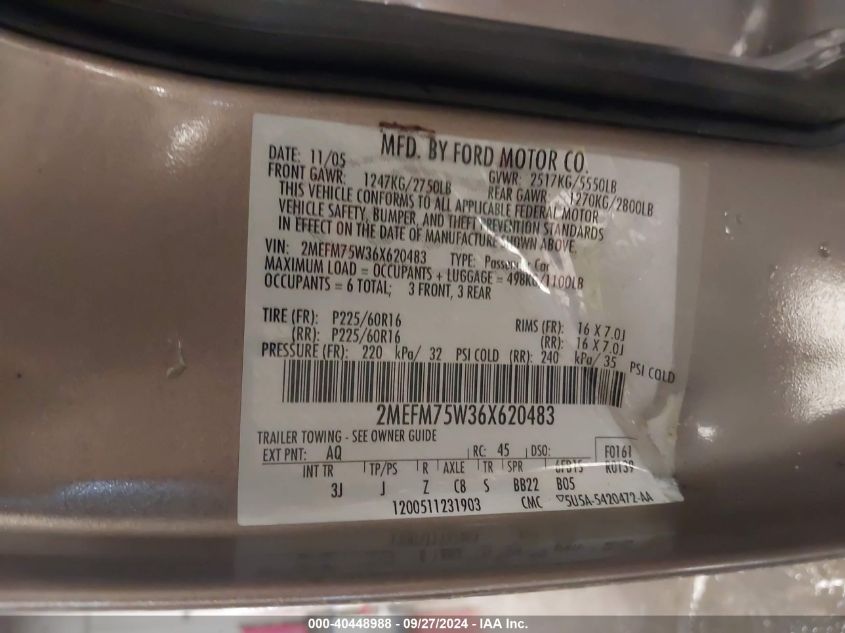 MFD. BY FORD MOTOR CO.
DATE: 11/05 GVWR: 2517KG/5550LB
FRONT GAWR: 1247KG/2750LB REAR GAWR: 1270KG/2800LB
THIS VEHICLE CONFORMS TO ALL APPLICABLE FEDERAL MOTOR
VEHICLE SAFETY, BUMPER, AND THEFT PREVENTION STANDARDS
IN EFFECT ON THE DATE OF MANUFACTURE SHOWN ABOVE.
VIN: 2MEFM75W36X620483 TYPE: Passenger Car
MAXIMUM LOAD = OCCUPANTS + LUGGAGE = 498KG/1100LB
OCCUPANTS = 6 TOTAL; 3 FRONT, 3 REAR
TIRE (FR): P225/60R16 RIMS (FR): 16 X 7.0J
(RR): P225/60R16 (RR): 16 X 7.0J
PRESSURE (FR): 220 kPa/ 32 PSI COLD (RR): 240 kPa/ 35 PSI COLD
2MEFM75W36X620483
TRAILER TOWING - SEE OWNER GUIDE
EXT PNT: AQ RC: 45 DSO: F0161
INT TR TP/PS R AXLE TR SPR 6FB15 R0139
3J J Z C8 S BB22 B05
1200511231903 CMC 5USA-5420472-AA
000-40448988 - 09/27/2024 - IAA Inc.